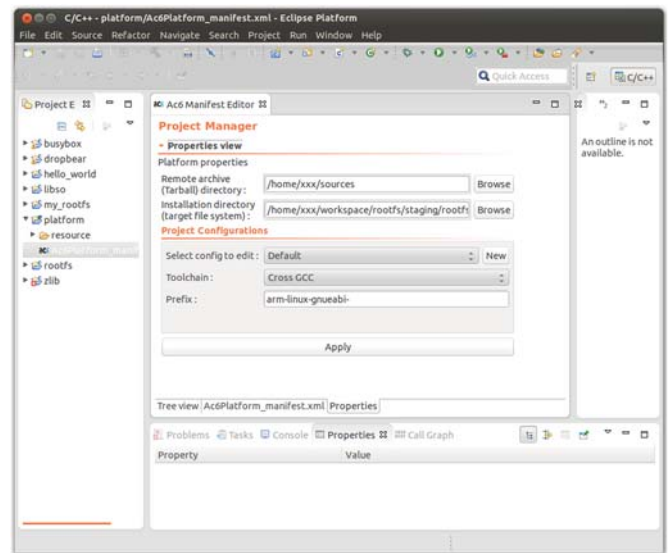 C/C++ - platform/Ac6Platform_manifest.xml - Eclipse Platform
File Edit Source Refactor Navigate Search Project Run Window Help
Quick Access
C/C++
Project E
busybox
dropbear
hello_world
libso
my_rootfs
platform
resource
Ac6Platform_manif
rootfs
zlib
Ac6 Manifest Editor
Project Manager
Properties view
Platform properties
Remote archive
(Tarball) directory : /home/xxx/sources Browse
Installation directory
(target file system) : /home/xxx/workspace/rootfs/staging/rootfs Browse
Project Configurations
Select config to edit : Default New
Toolchain : Cross GCC
Prefix : arm-linux-gnueabi-
Apply
Tree view Ac6Platform_manifest.xml Properties
An outline is not
available.
Problems Tasks Console Properties Call Graph
Property Value